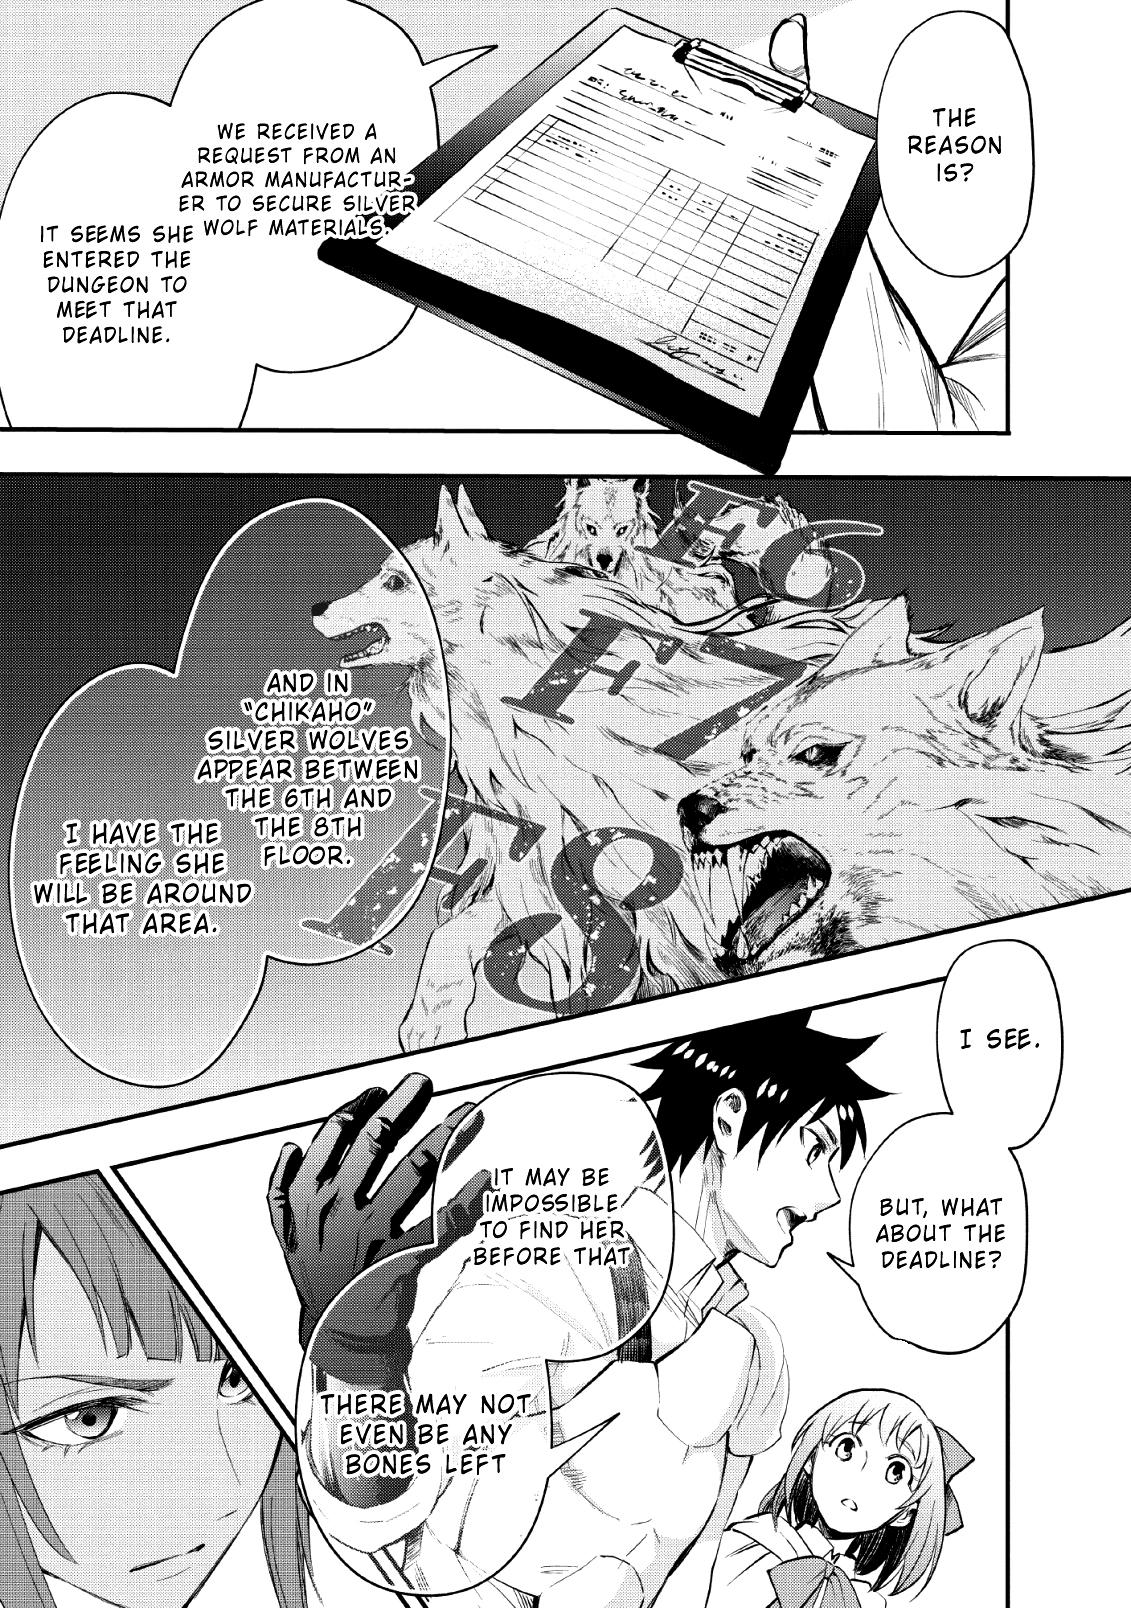 THE
REASON
IS?
WE RECEIVED A
REQUEST FROM AN
ARMOR MANUFACTUR-
ER TO SECURE SILVER
WOLF MATERIALS.
IT SEEMS SHE
ENTERED THE
DUNGEON TO
MEET THAT
DEADLINE.
F6
F7
F8
AND IN
"CHIKAHO"
SILVER WOLVES
APPEAR BETWEEN
THE 6TH AND
THE 8TH
FLOOR.
I HAVE THE
FEELING SHE
WILL BE AROUND
THAT AREA.
I SEE.
BUT, WHAT
ABOUT THE
DEADLINE?
IT MAY BE
IMPOSSIBLE
TO FIND HER
BEFORE THAT
THERE MAY NOT
EVEN BE ANY
BONES LEFT